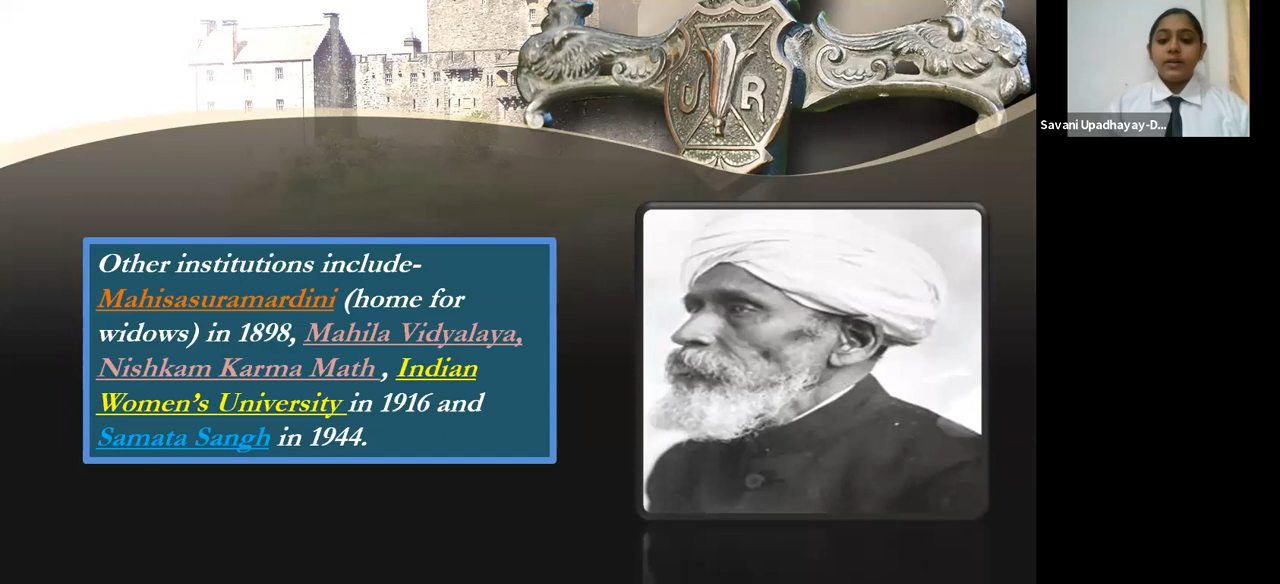 JR
Savani Upadhayay-D...
Other institutions include-
Mahisasuramardini (home for
widows) in 1898, Mahila Vidyalaya,
Nishkam Karma Math , Indian
Women's University in 1916 and
Samata Sangh in 1944.